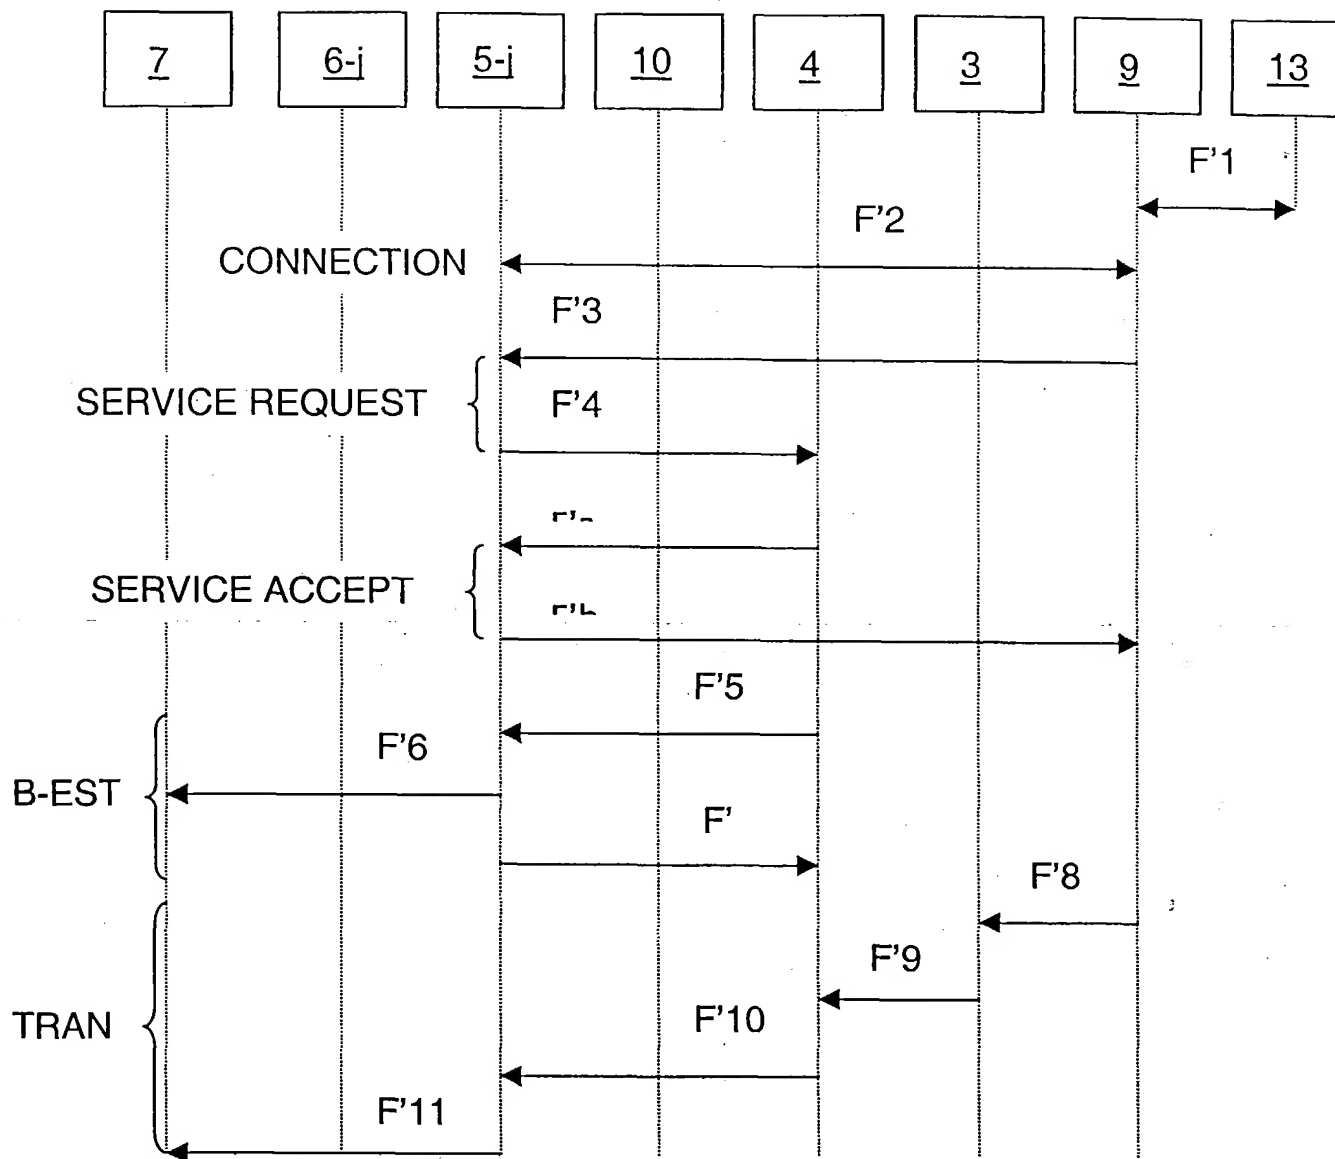 7 6-j 5-j 10 4 3 9 13
F'1
F'2
CONNECTION
F'3
SERVICE REQUEST
F'4
SERVICE ACCEPT
F'5
F'6
B-EST
F'
F'8
F'9
F'10
TRAN
F'11